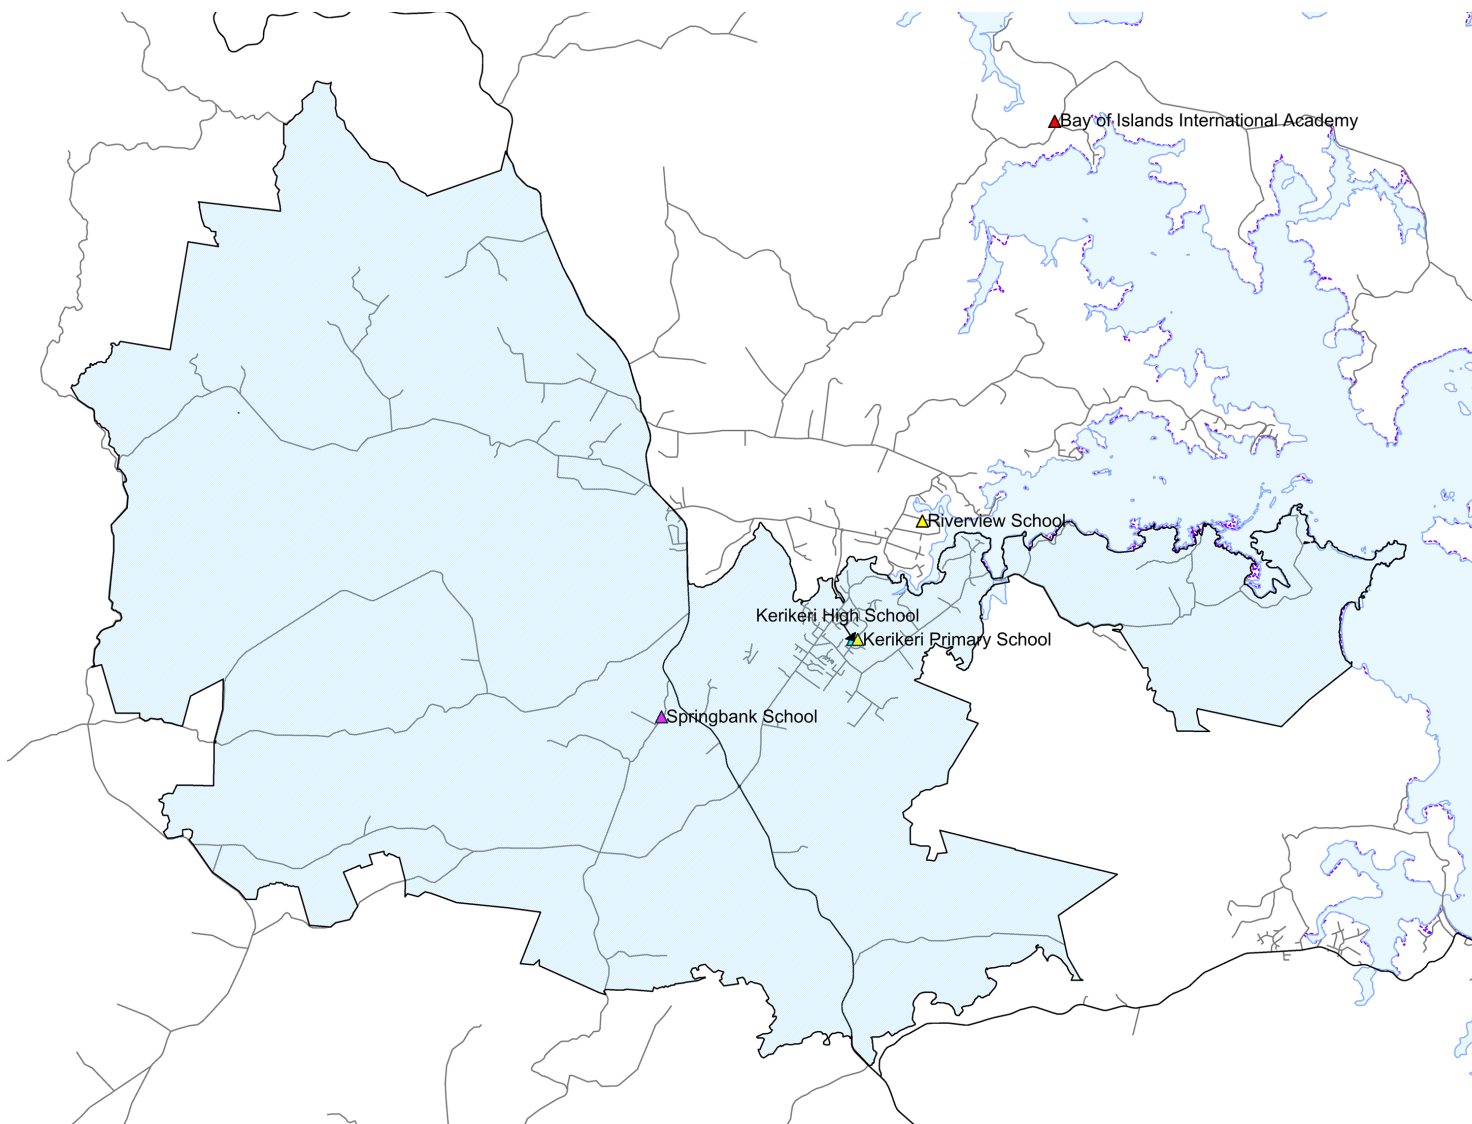 Bay of Islands International Academy
Riverview School
Kerikeri High School
Kerikeri Primary School
Springbank School